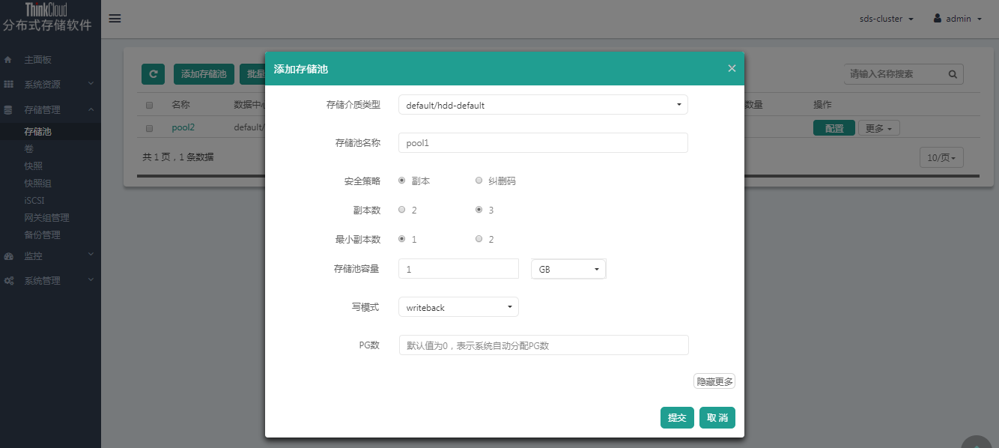 ThinkCloud
分布式存储软件
sds-cluster
admin
主面板
系统资源
存储管理
存储池
卷
快照
快照组
iSCSI
网关组管理
备份管理
监控
系统管理
添加存储池
批量
请输入名称搜索
名称
数据中心
数量
操作
pool2
default/
配置
更多
共 1 页，1 条数据
10/页
添加存储池
×
存储介质类型
default/hdd-default
存储池名称
pool1
安全策略
副本
纠删码
副本数
2
3
最小副本数
1
2
存储池容量
1
GB
写模式
writeback
PG数
默认值为0，表示系统自动分配PG数
隐藏更多
提交
取 消